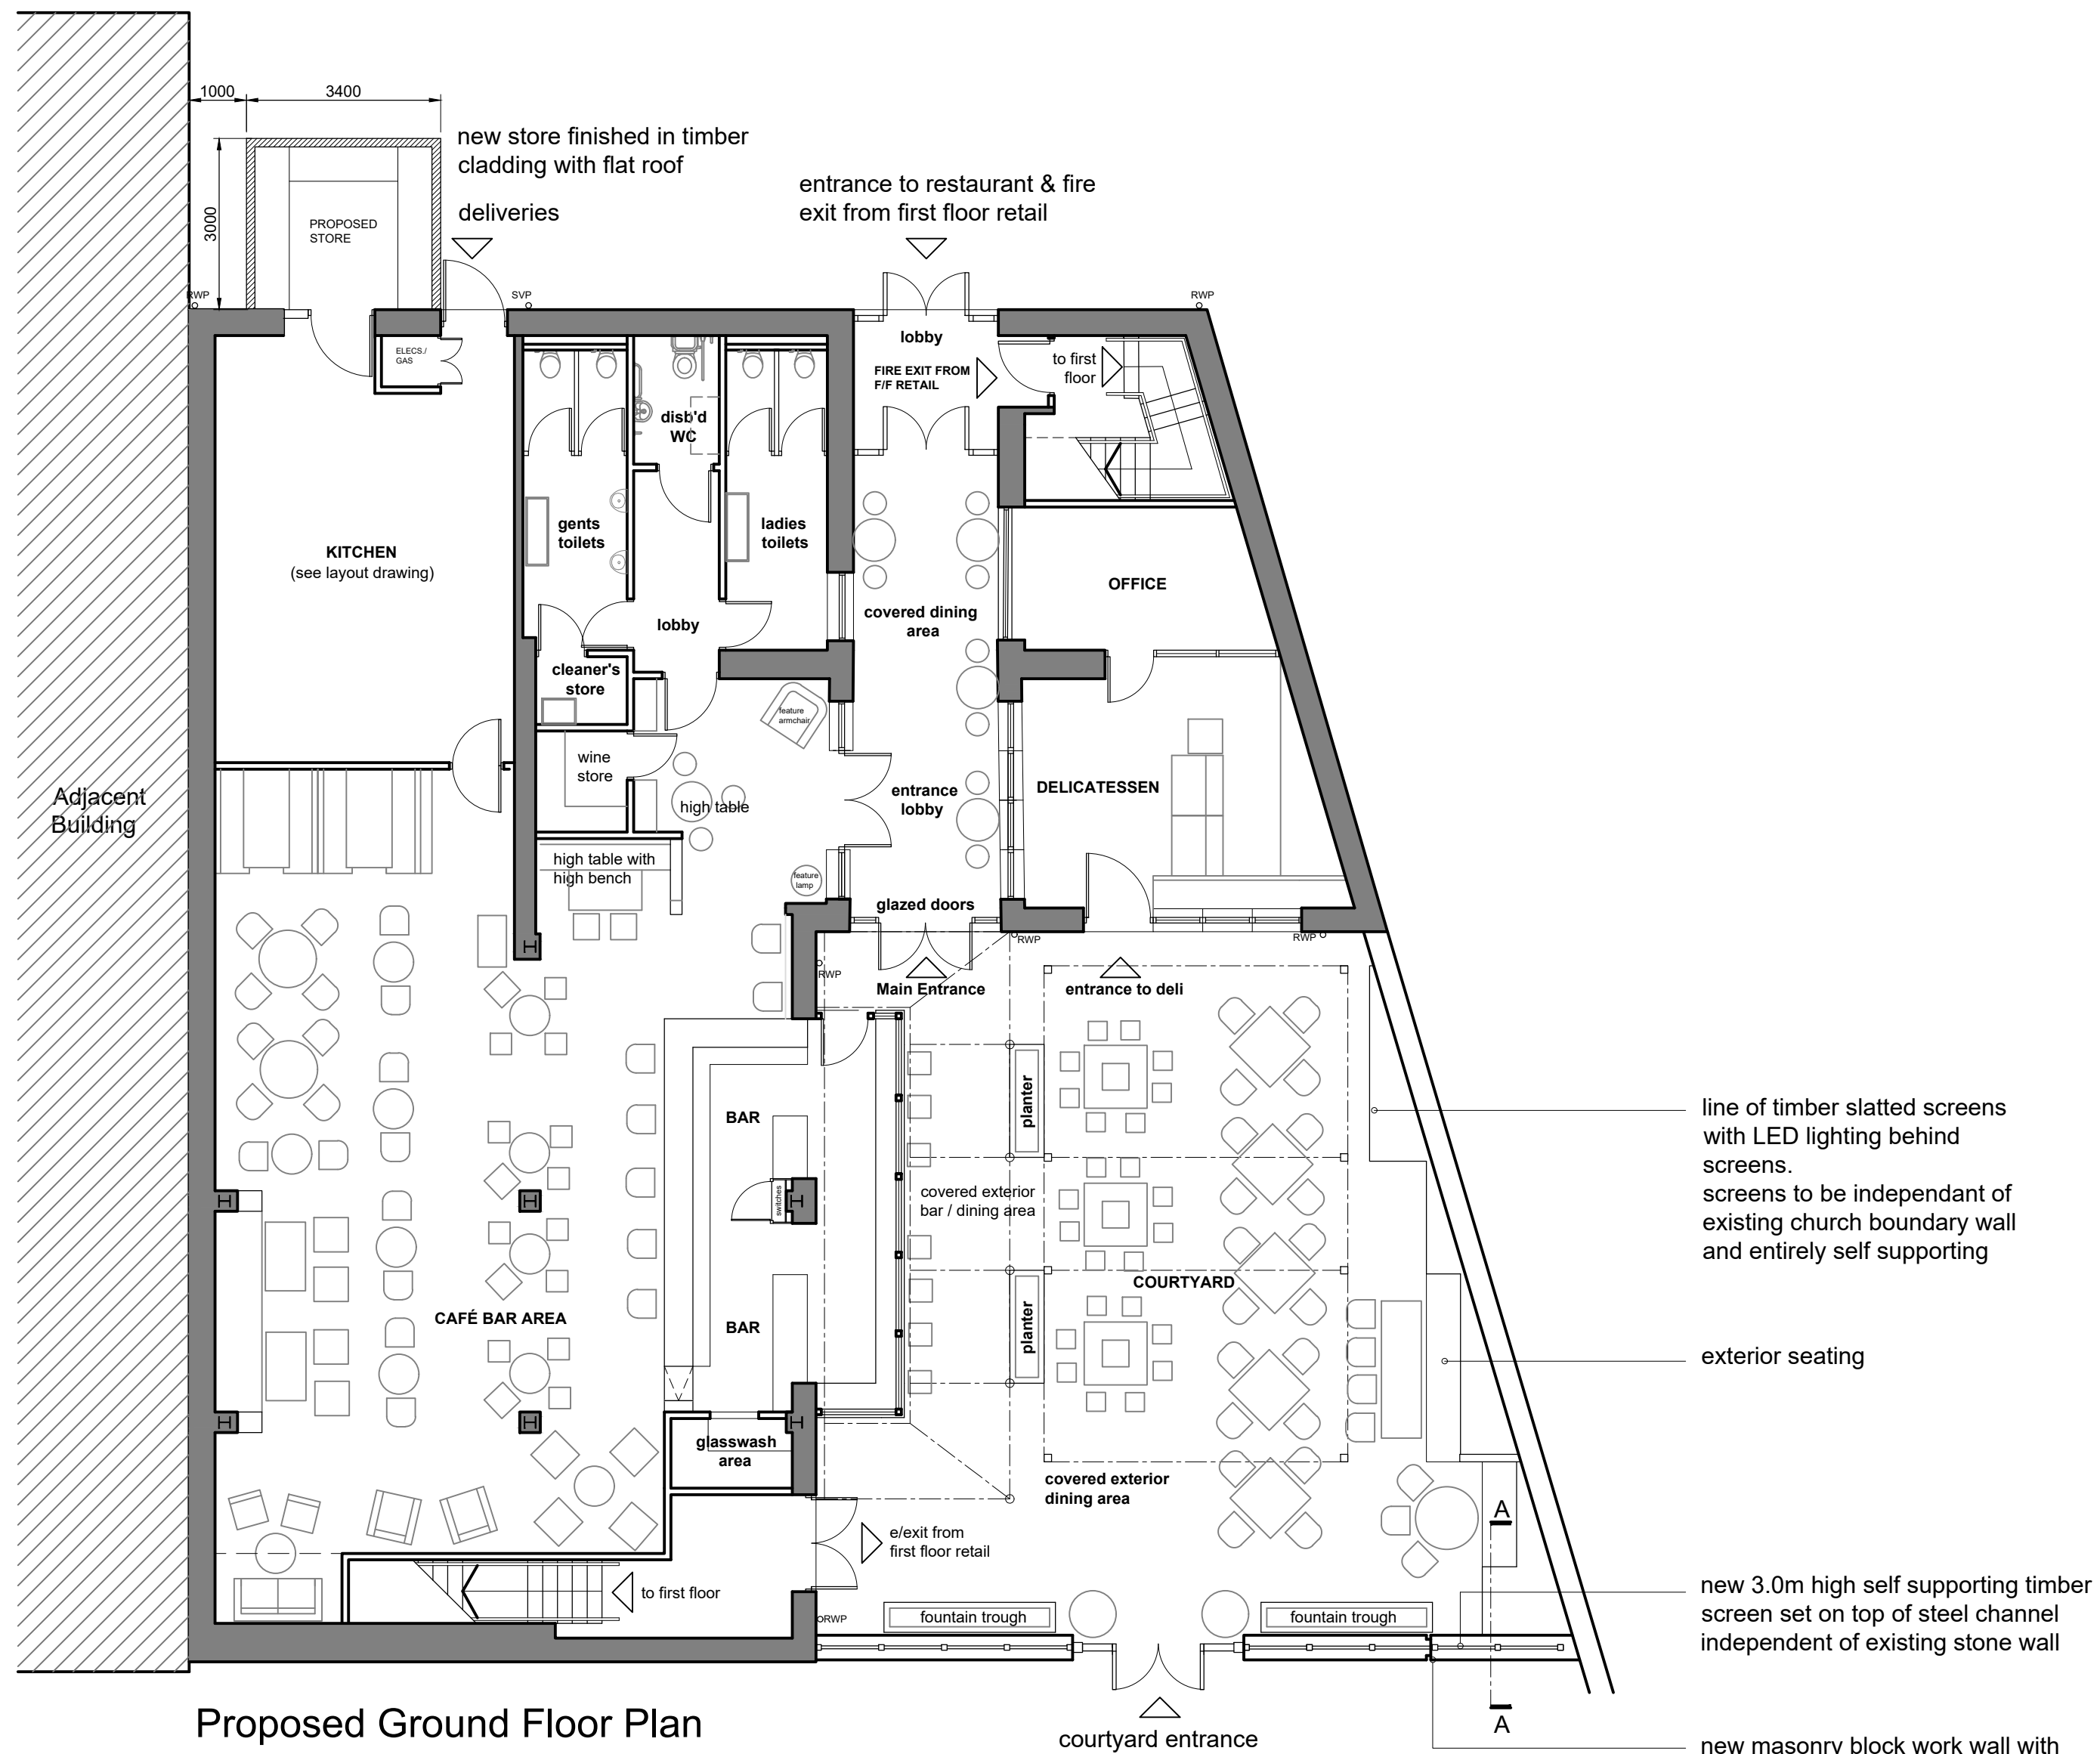 1000
3400
new store finished in timber
cladding with flat roof
deliveries
3000
PROPOSED
STORE
entrance to restaurant & fire
exit from first floor retail
RWP
SVP
RWP
ELECS./
GAS
lobby
FIRE EXIT FROM
F/F RETAIL
to first
floor
disb'd
WC
gents
toilets
ladies
toilets
KITCHEN
(see layout drawing)
OFFICE
covered dining
area
lobby
cleaner's
store
feature
armchair
wine
store
high table
entrance
lobby
DELICATESSEN
Adjacent
Building
high table with
high bench
feature
lamp
glazed doors
RWP
RWP
RWP
Main Entrance
entrance to deli
BAR
planter
line of timber slatted screens
with LED lighting behind
screens.
screens to be independant of
existing church boundary wall
and entirely self supporting
switches
covered exterior
bar / dining area
COURTYARD
CAFÉ BAR AREA
BAR
planter
exterior seating
glasswash
area
covered exterior
dining area
A
e/exit from
first floor retail
to first floor
RWP
fountain trough
fountain trough
new 3.0m high self supporting timber
screen set on top of steel channel
independent of existing stone wall
A
Proposed Ground Floor Plan
courtyard entrance
new masonry block work wall with